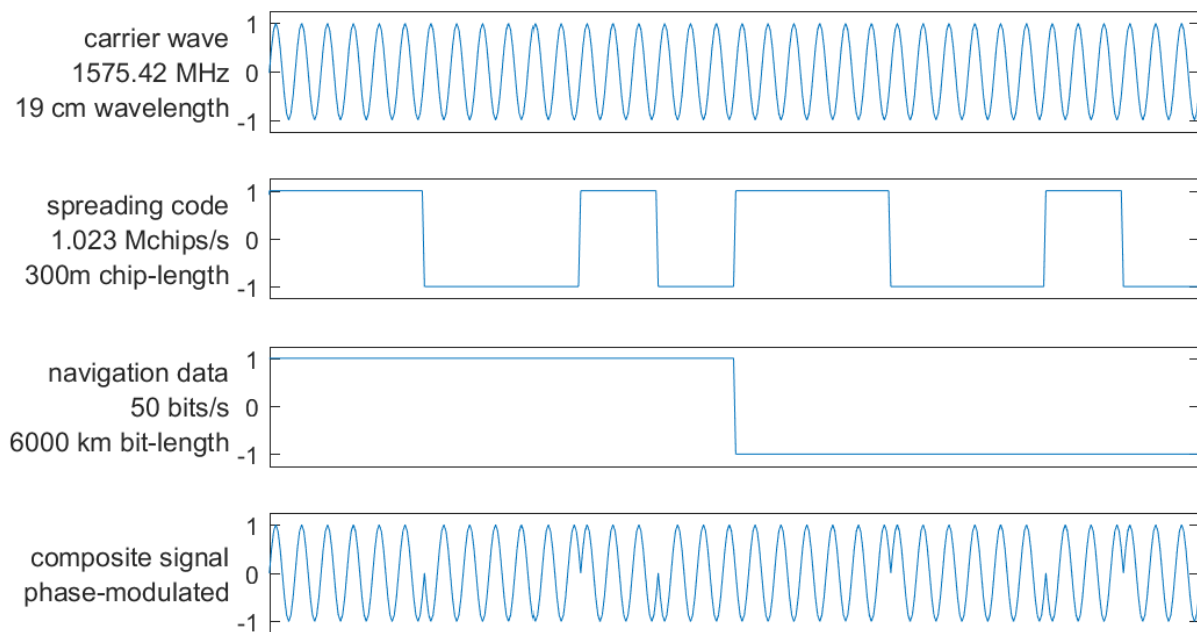 carrier wave
1575.42 MHz
19 cm wavelength
1
0
-1
spreading code
1.023 Mchips/s
300m chip-length
1
0
-1
navigation data
50 bits/s
6000 km bit-length
1
0
-1
composite signal
phase-modulated
1
0
-1